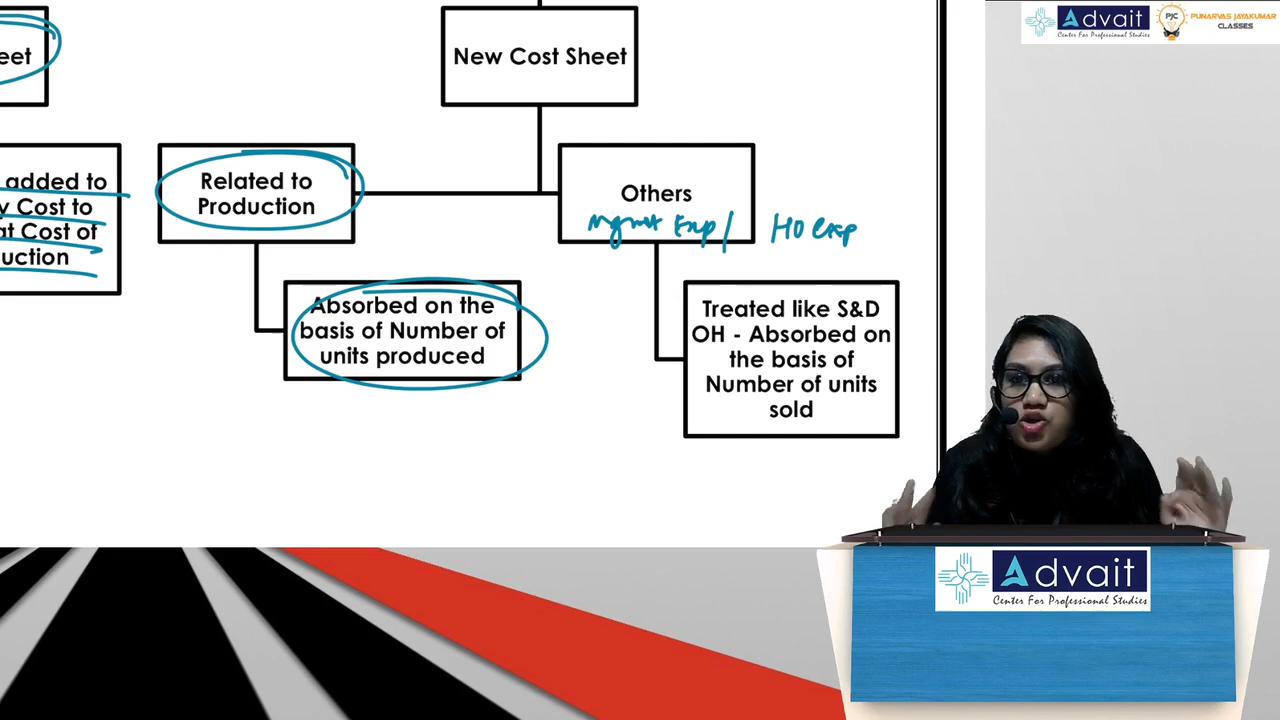 eet
New Cost Sheet
Advait
Center For Professional Studies
PJC
PUNARVAS JAYAKUMAR
CLASSES
added to
y Cost to
at Cost of
uction
Related to
Production
Others
Mgmt Exp/ HO exp
Absorbed on the
basis of Number of
units produced
Treated like S&D
OH - Absorbed on
the basis of
Number of units
sold
Advait
Center For Professional Studies